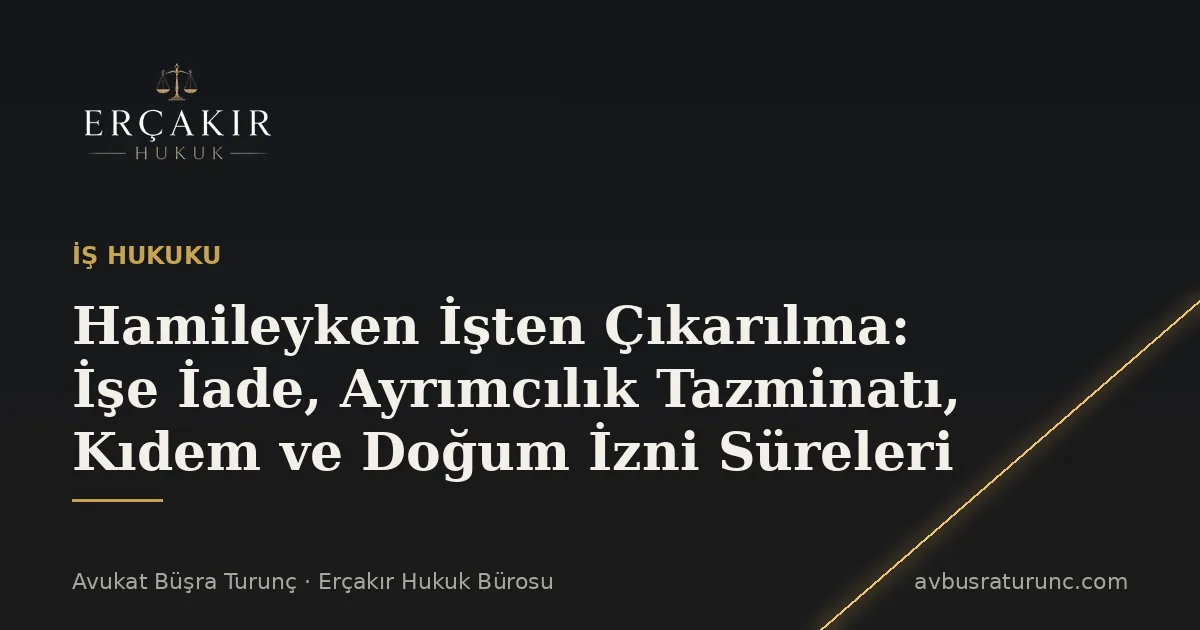 ERÇAKIR
HUKUK
İŞ HUKUKU
Hamileyken İşten Çıkarılma:
İşe İade, Ayrımcılık Tazminatı,
Kıdem ve Doğum İzni Süreleri
Avukat Büşra Turunç · Erçakır Hukuk Bürosu
avbusraturunc.com